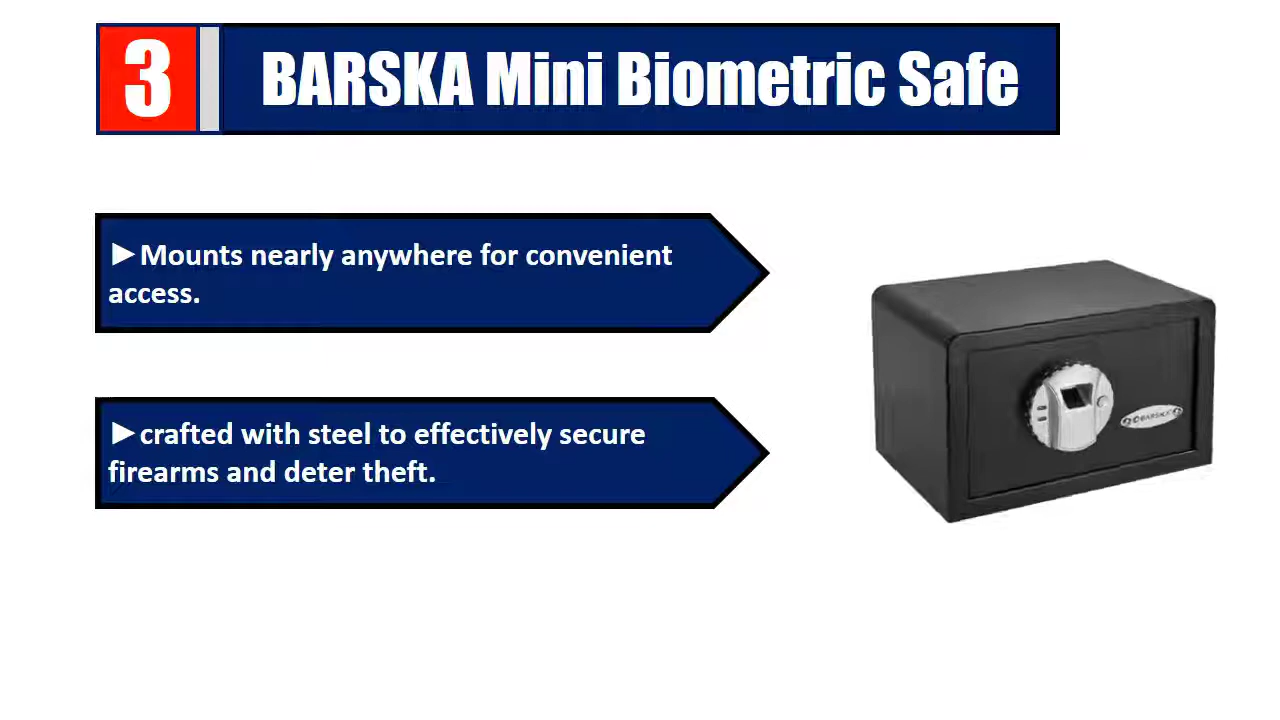 3
BARSKA Mini Biometric Safe
►Mounts nearly anywhere for convenient
access.
►crafted with steel to effectively secure
firearms and deter theft.
BARSKA